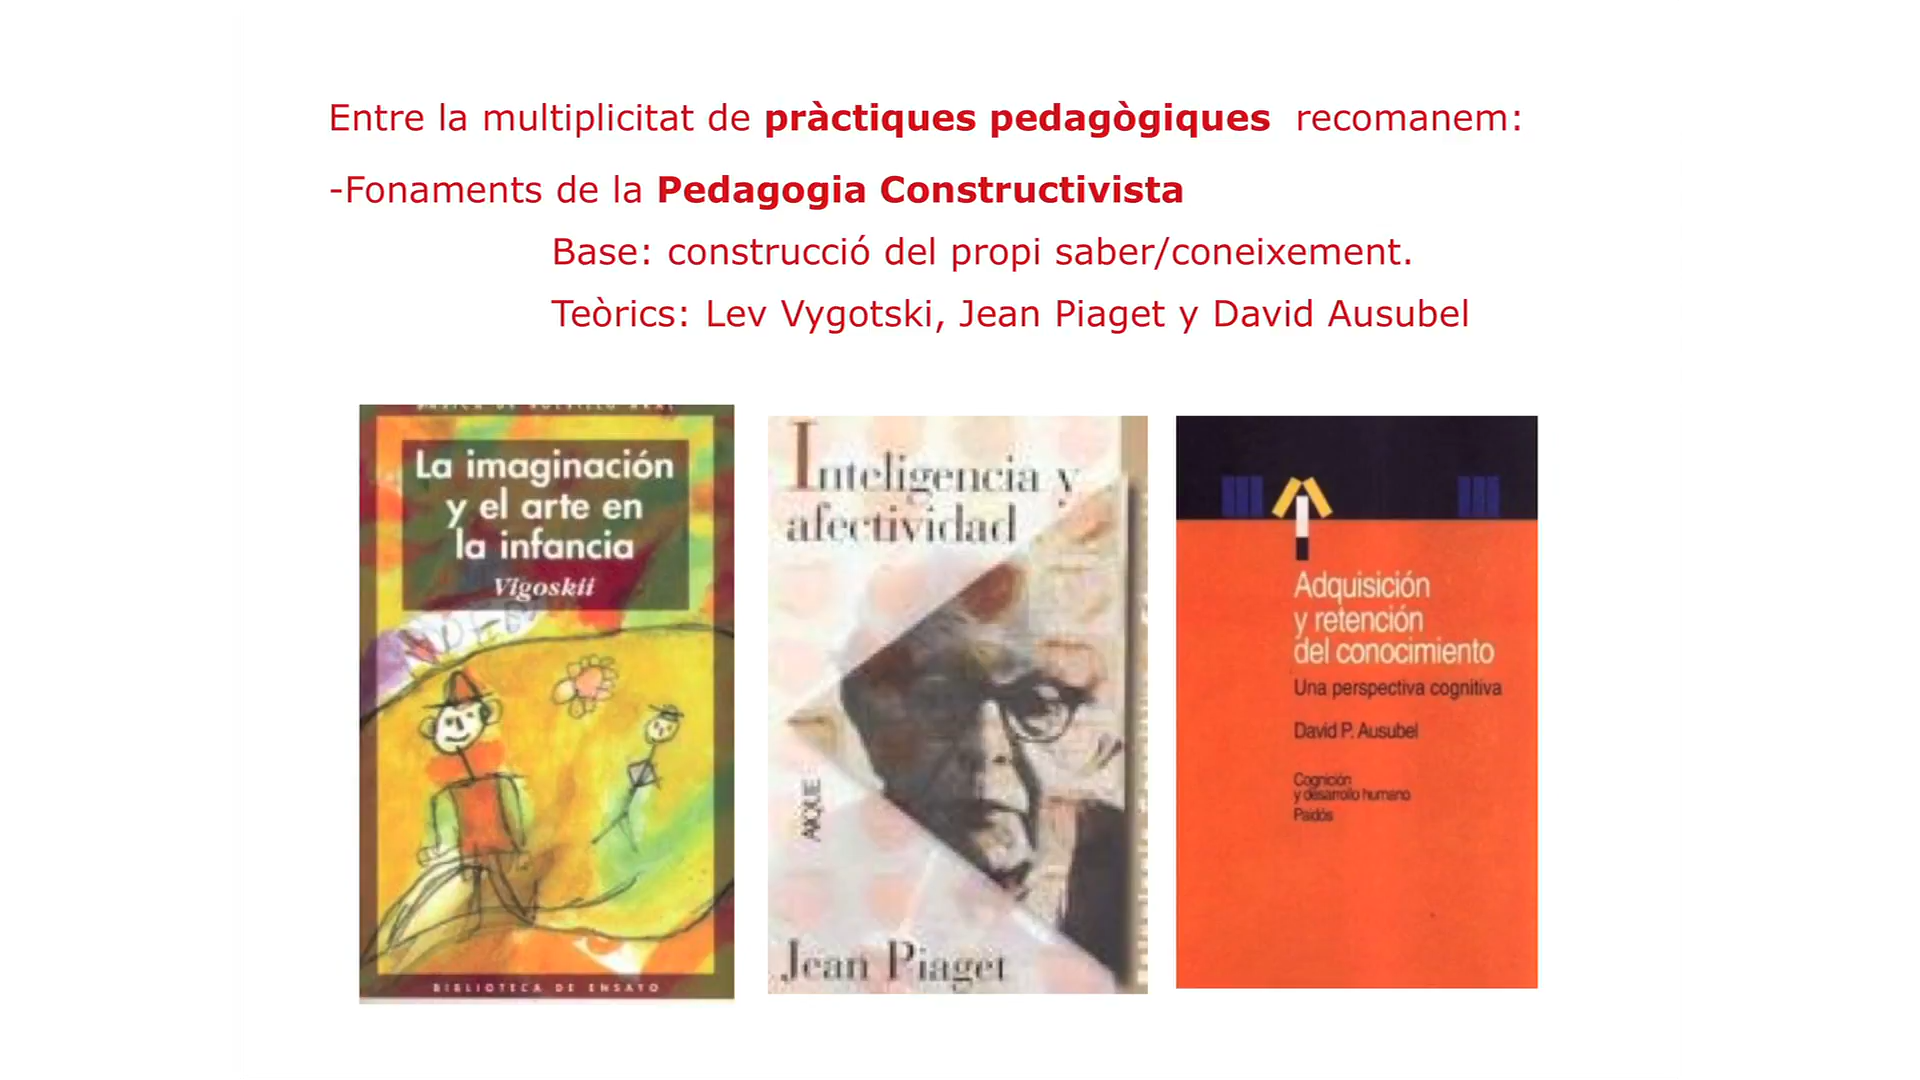 Entre la multiplicitat de pràctiques pedagògiques recomanem:
-Fonaments de la Pedagogia Constructivista
Base: construcció del propi saber/coneixement.
Teòrics: Lev Vygotski, Jean Piaget y David Ausubel
La imaginación
y el arte en
la infancia
Vigoskii
BIBLIOTECA DE ENSAYO
Inteligencia y
afectividad
AIQUE
Jean Piaget
Adquisición
y retención
del conocimiento
Una perspectiva cognitiva
David P. Ausubel
Cognición
y desarrollo humano
Paidós